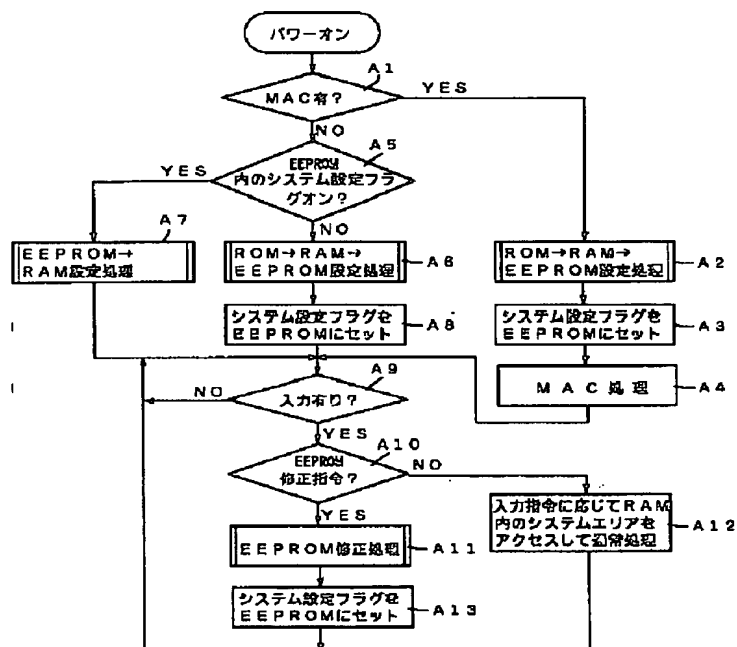 パワーオン
A1
MAC有?
YES
NO
A5
EEPROM
内のシステム設定フラ
グオン?
YES
NO
A7
EEPROM→
RAM設定処理
ROM→RAM→
EEPROM設定処理
A6
ROM→RAM→
EEPROM設定処理
A2
システム設定フラグを
EEPROMにセット
A8
システム設定フラグを
EEPROMにセット
A3
MAC処理
A4
A9
入力有り?
NO
YES
A10
EEPROM
修正指令?
NO
YES
EEPROM修正処理
A11
入力指令に応じてRAM
内のシステムエリアを
アクセスして通常処理
A12
システム設定フラグを
EEPROMにセット
A13